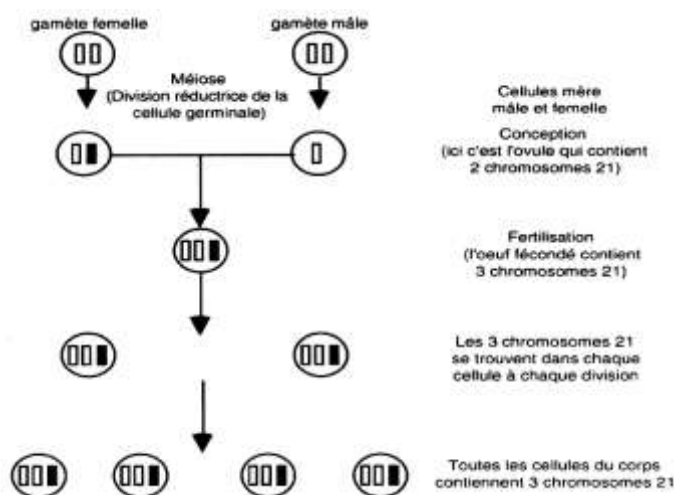 gamète femelle
gamète mâle
Méiose
(Division réductrice de la
cellule germinale)
Cellules mère
mâle et femelle
Conception
(ici c'est l'ovule qui contient
2 chromosomes 21)
Fertilisation
(l'oeuf fécondé contient
3 chromosomes 21)
Les 3 chromosomes 21
se trouvent dans chaque
cellule à chaque division
Toutes les cellules du corps
contiennent 3 chromosomes 21